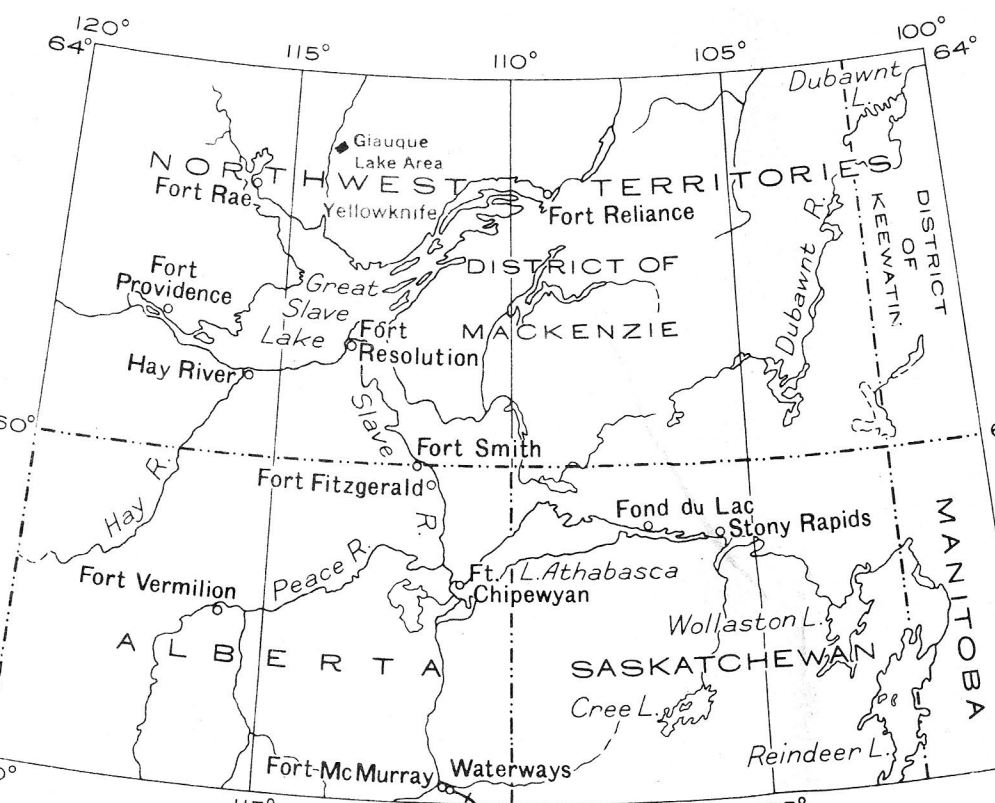 120°
100°
64°
115°
110°
105°
64°
Dubawnt
L.
Giauque
Lake Area
NORTHWEST TERRITORIES
Fort Rae
Yellowknife
Fort Reliance
DISTRICT
OF
KEEWATIN
Dubawnt R.
Fort
Providence
Great
Slave
Lake
DISTRICT OF
MACKENZIE
Fort
Resolution
Hay River
Slave
R.
60°
Fort Smith
Fort Fitzgerald
Hay R.
Fond du Lac
Stony Rapids
MANITOBA
Peace R.
Fort Vermilion
Ft.
Chipewyan
L. Athabasca
Wollaston L.
ALBERTA
SASKATCHEWAN
Cree L.
Reindeer L.
Fort McMurray
Waterways